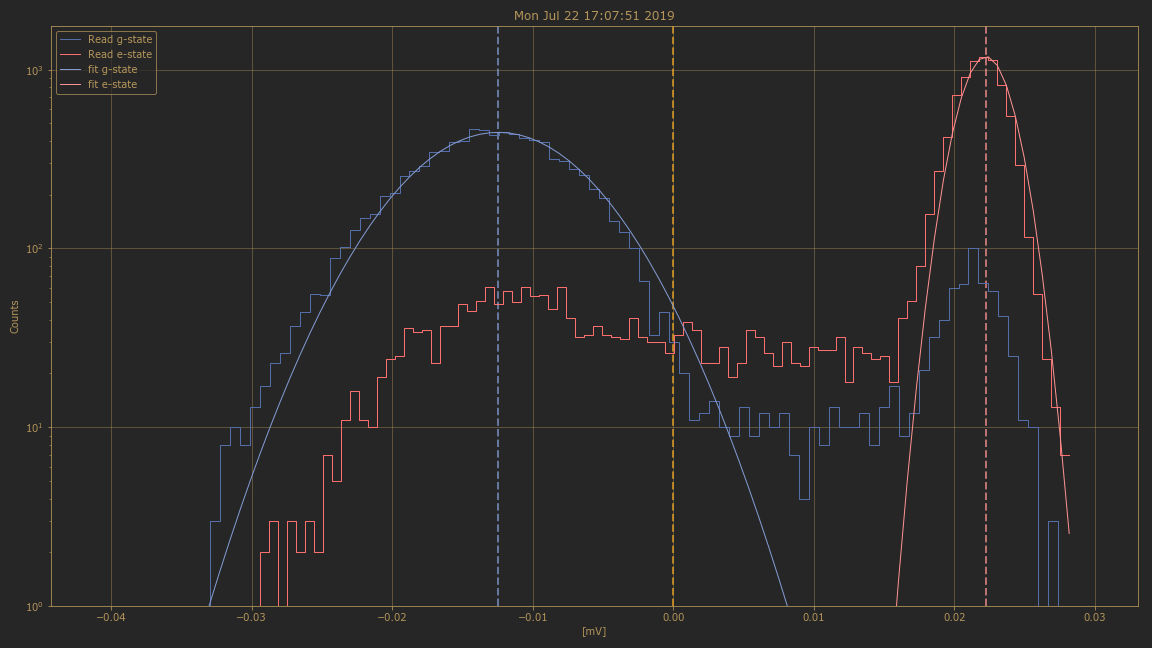 Mon Jul 22 17:07:51 2019
Read g-state
Read e-state
fit g-state
fit e-state
Counts
10³
10²
10¹
10⁰
−0.04
−0.03
−0.02
−0.01
0.00
0.01
0.02
0.03
[mV]